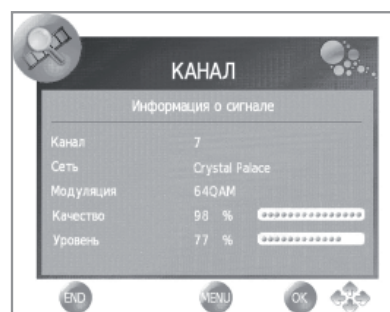 КАНАЛ
Информация о сигнале
Канал 7
Сеть Crystal Palace
Модуляция 64QAM
Качество 98 %
Уровень 77 %
END MENU OK